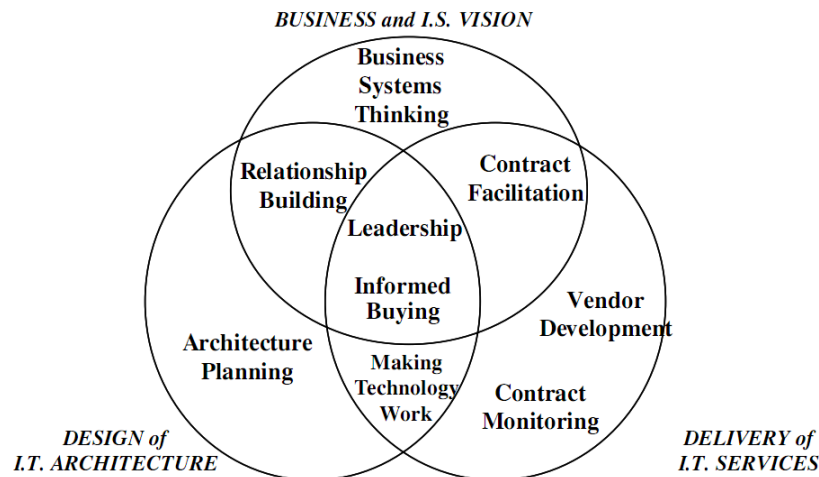 BUSINESS and I.S. VISION
Business
Systems
Thinking
Relationship
Building
Contract
Facilitation
Leadership
Informed
Buying
Vendor
Development
Architecture
Planning
Making
Technology
Work
Contract
Monitoring
DESIGN of
I.T. ARCHITECTURE
DELIVERY of
I.T. SERVICES